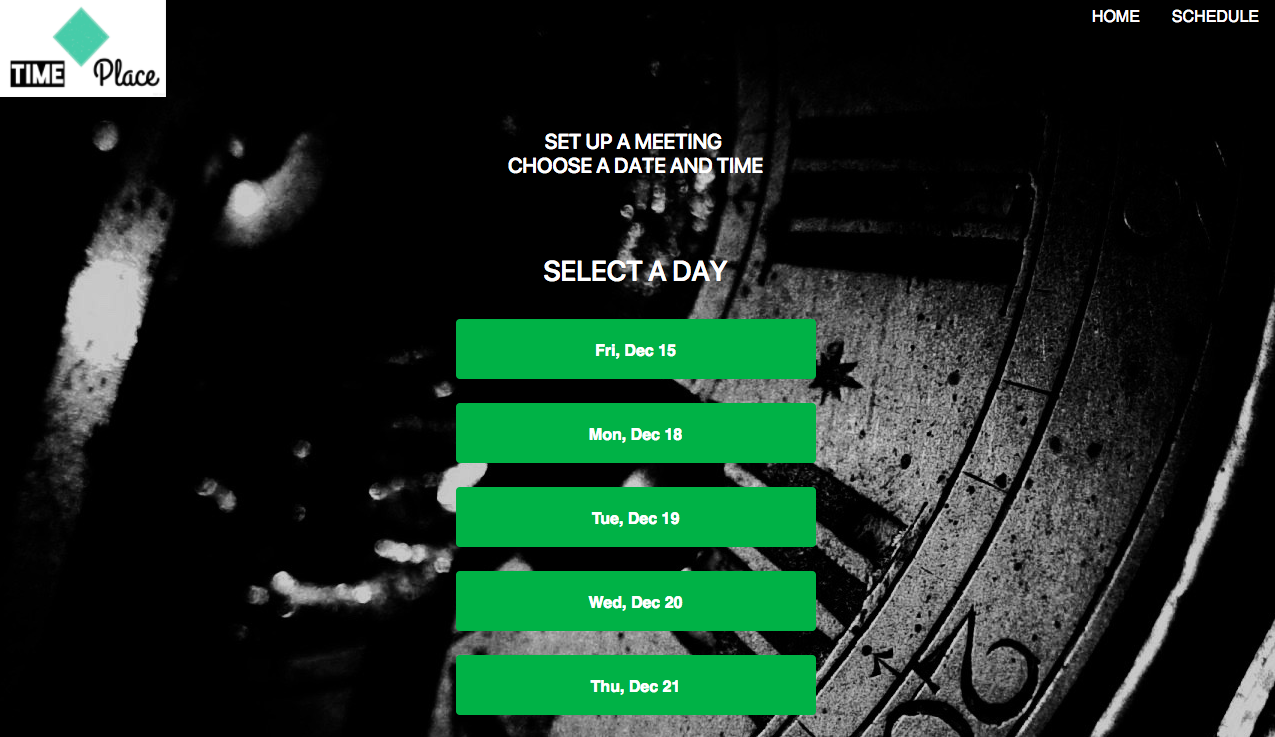 TIME Place
HOME SCHEDULE
SET UP A MEETING
CHOOSE A DATE AND TIME
SELECT A DAY
Fri, Dec 15
Mon, Dec 18
Tue, Dec 19
Wed, Dec 20
Thu, Dec 21